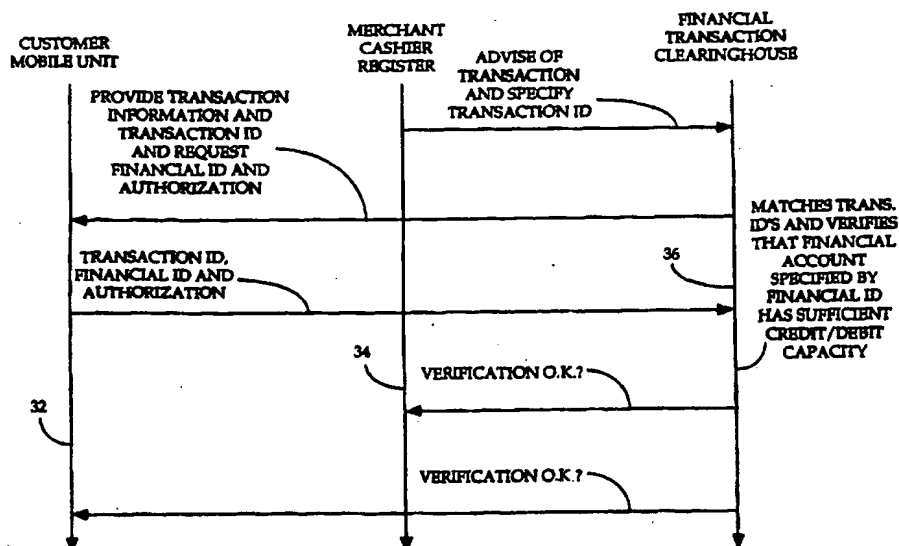 CUSTOMER
MOBILE UNIT
MERCHANT
CASHIER
REGISTER
FINANCIAL
TRANSACTION
CLEARINGHOUSE
ADVISE OF
TRANSACTION
AND SPECIFY
TRANSACTION ID
PROVIDE TRANSACTION
INFORMATION AND
TRANSACTION ID
AND REQUEST
FINANCIAL ID AND
AUTHORIZATION
TRANSACTION ID,
FINANCIAL ID AND
AUTHORIZATION
36
MATCHES TRANS.
ID'S AND VERIFIES
THAT FINANCIAL
ACCOUNT
SPECIFIED BY
FINANCIAL ID
HAS SUFFICIENT
CREDIT/DEBIT
CAPACITY
34
VERIFICATION O.K.?
32
VERIFICATION O.K.?